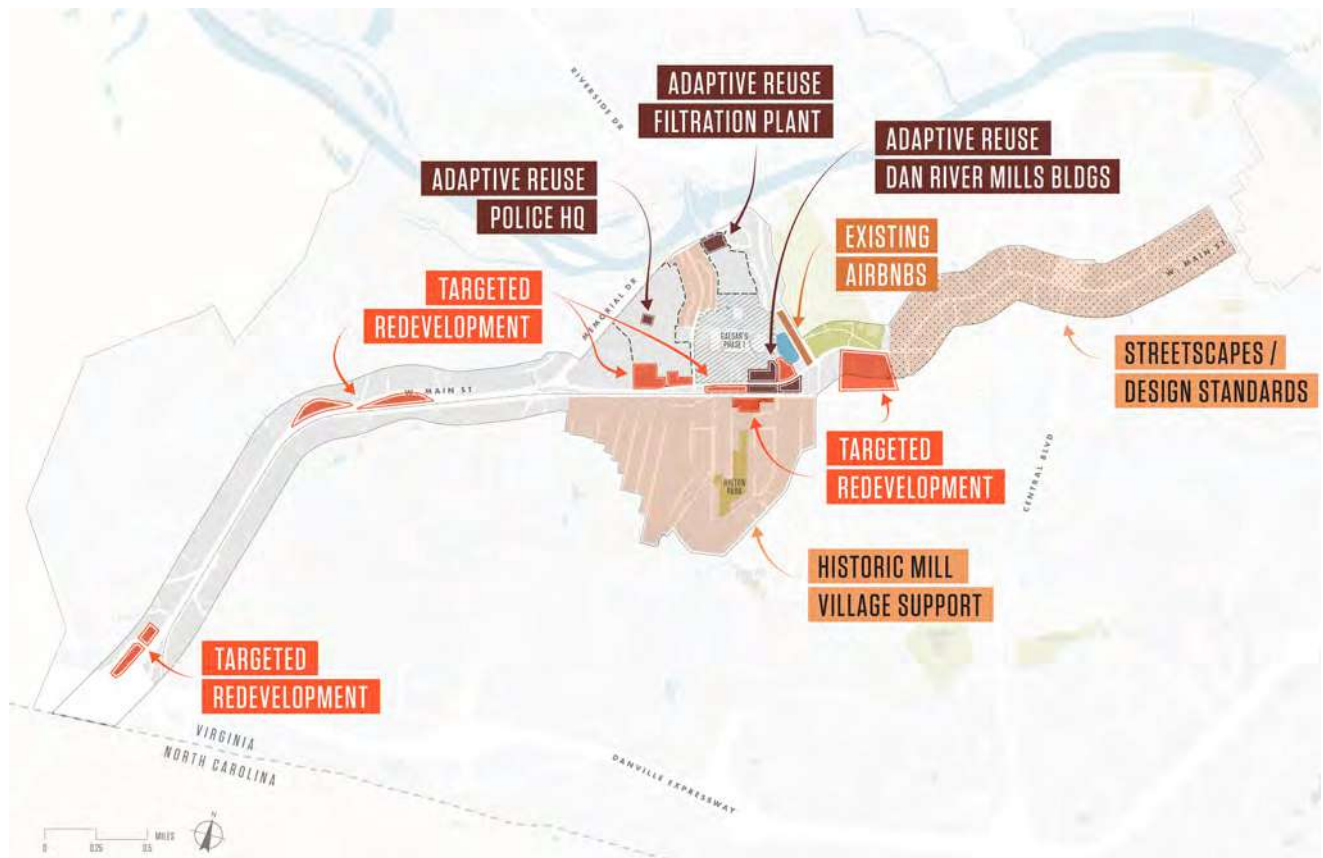 RIVERSIDE DR
ADAPTIVE REUSE
FILTRATION PLANT
ADAPTIVE REUSE
DAN RIVER MILLS BLDGS
ADAPTIVE REUSE
POLICE HQ
EXISTING
AIRBNBS
W. MAIN ST
TARGETED
REDEVELOPMENT
MEMORIAL DR
CAESAR'S
PHASE I
STREETSCAPES /
DESIGN STANDARDS
W. MAIN ST
TARGETED
REDEVELOPMENT
CENTRAL BLVD
HILTON
PARK
HISTORIC MILL
VILLAGE SUPPORT
TARGETED
REDEVELOPMENT
VIRGINIA
NORTH CAROLINA
DANVILLE EXPRESSWAY
N
MILES
0 0.25 0.5